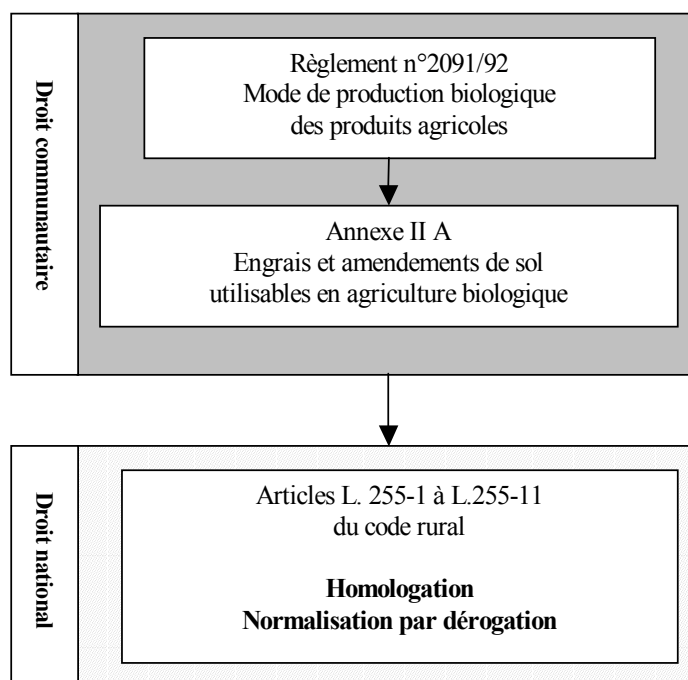 Droit communautaire
Règlement n°2091/92
Mode de production biologique
des produits agricoles
Annexe II A
Engrais et amendements de sol
utilisables en agriculture biologique
Droit national
Articles L. 255-1 à L.255-11
du code rural
Homologation
Normalisation par dérogation